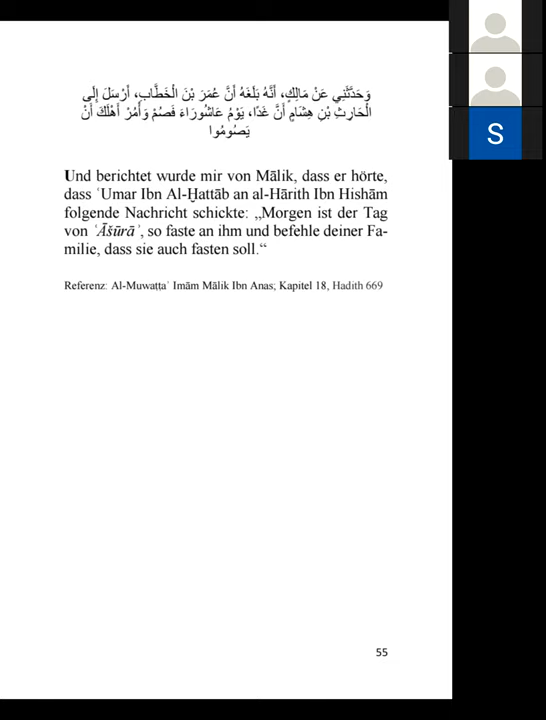 وَحَدَّثَنِي عَنْ مَالِكٍ، أَنَّهُ بَلَغَهُ أَنَّ عُمَرَ بْنَ الْخَطَّابِ، أَرْسَلَ إِلَى
الْحَارِثِ بْنِ هِشَامٍ أَنَّ غَدًا، يَوْمُ عَاشُورَاءَ فَصُمْ وَأْمُرْ أَهْلَكَ أَنْ
يَصُومُوا
Und berichtet wurde mir von Mālik, dass er hörte,
dass ʿUmar Ibn Al-Ḫattāb an al-Hārith Ibn Hishām
folgende Nachricht schickte: „Morgen ist der Tag
von ʿĀšūrāʾ, so faste an ihm und befehle deiner Fa-
milie, dass sie auch fasten soll.“
Referenz: Al-Muwaṭṭaʾ Imām Mālik Ibn Anas; Kapitel 18, Hadith 669
55
S